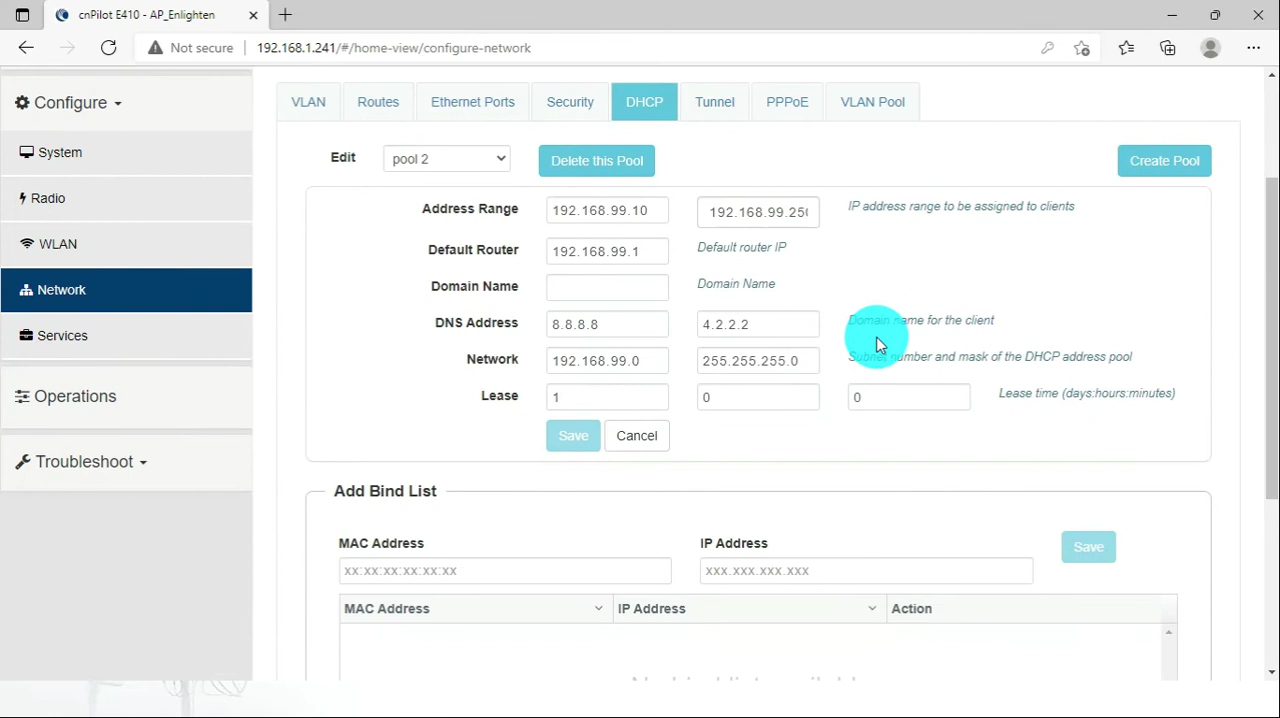 cnPilot E410 - AP_Enlighten
Not secure
192.168.1.241/#/home-view/configure-network
Configure
System
Radio
WLAN
Network
Services
Operations
Troubleshoot
VLAN
Routes
Ethernet Ports
Security
DHCP
Tunnel
PPPoE
VLAN Pool
Edit
pool 2
Delete this Pool
Create Pool
Address Range
192.168.99.10
192.168.99.25
IP address range to be assigned to clients
Default Router
192.168.99.1
Default router IP
Domain Name
Domain Name
DNS Address
8.8.8.8
4.2.2.2
Domain name for the client
Network
192.168.99.0
255.255.255.0
Subnet number and mask of the DHCP address pool
Lease
1
0
0
Lease time (days:hours:minutes)
Save
Cancel
Add Bind List
MAC Address
IP Address
xx:xx:xx:xx:xx:xx
xxx.xxx.xxx.xxx
Save
MAC Address
IP Address
Action